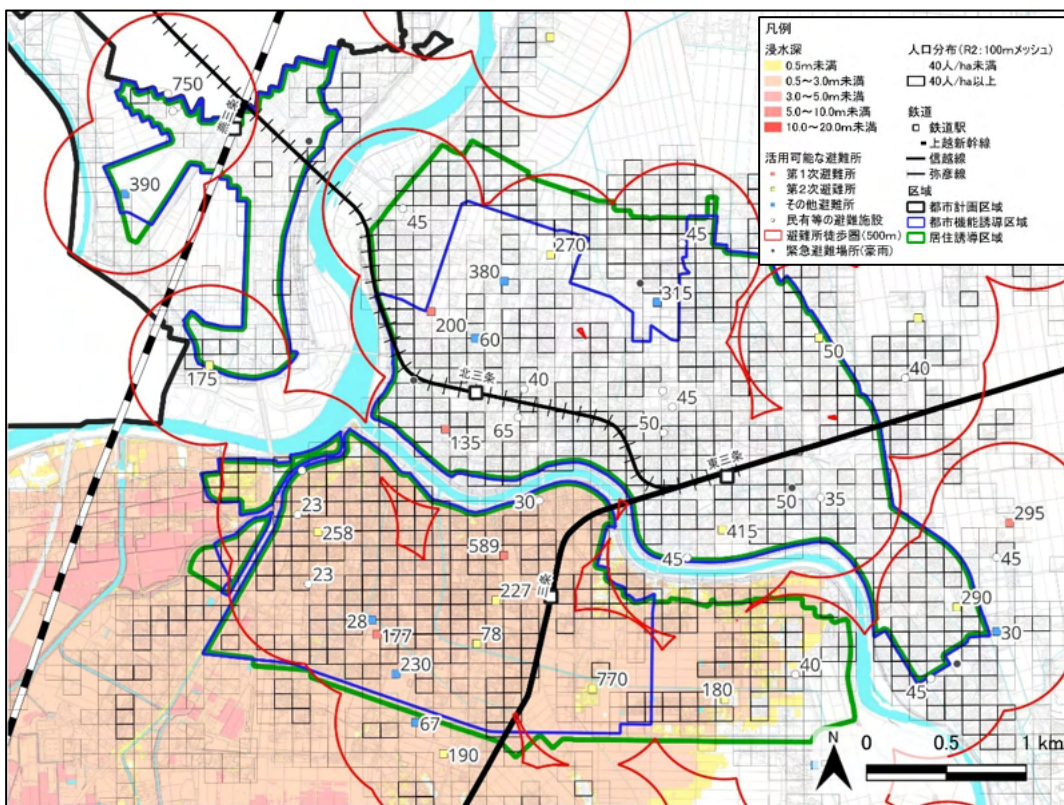 凡例
浸水深
0.5m未満
0.5～3.0m未満
3.0～5.0m未満
5.0～10.0m未満
10.0～20.0m未満
活用可能な避難所
第1次避難所
第2次避難所
その他避難所
民有等の避難施設
避難所徒歩圏(500m)
緊急避難場所(豪雨)
人口分布(R2:100mメッシュ)
40人/ha未満
40人/ha以上
鉄道
鉄道駅
上越新幹線
信越線
弥彦線
区域
都市計画区域
都市機能誘導区域
居住誘導区域
750
燕三条
390
45
270
45
380
315
200
60
50
175
北三条
40
40
45
65
50
135
東三条
30
50
35
23
295
258
415
589
45
45
23
三条
227
290
28
177
78
30
230
40
770
180
45
67
190
N
0
0.5
1 km